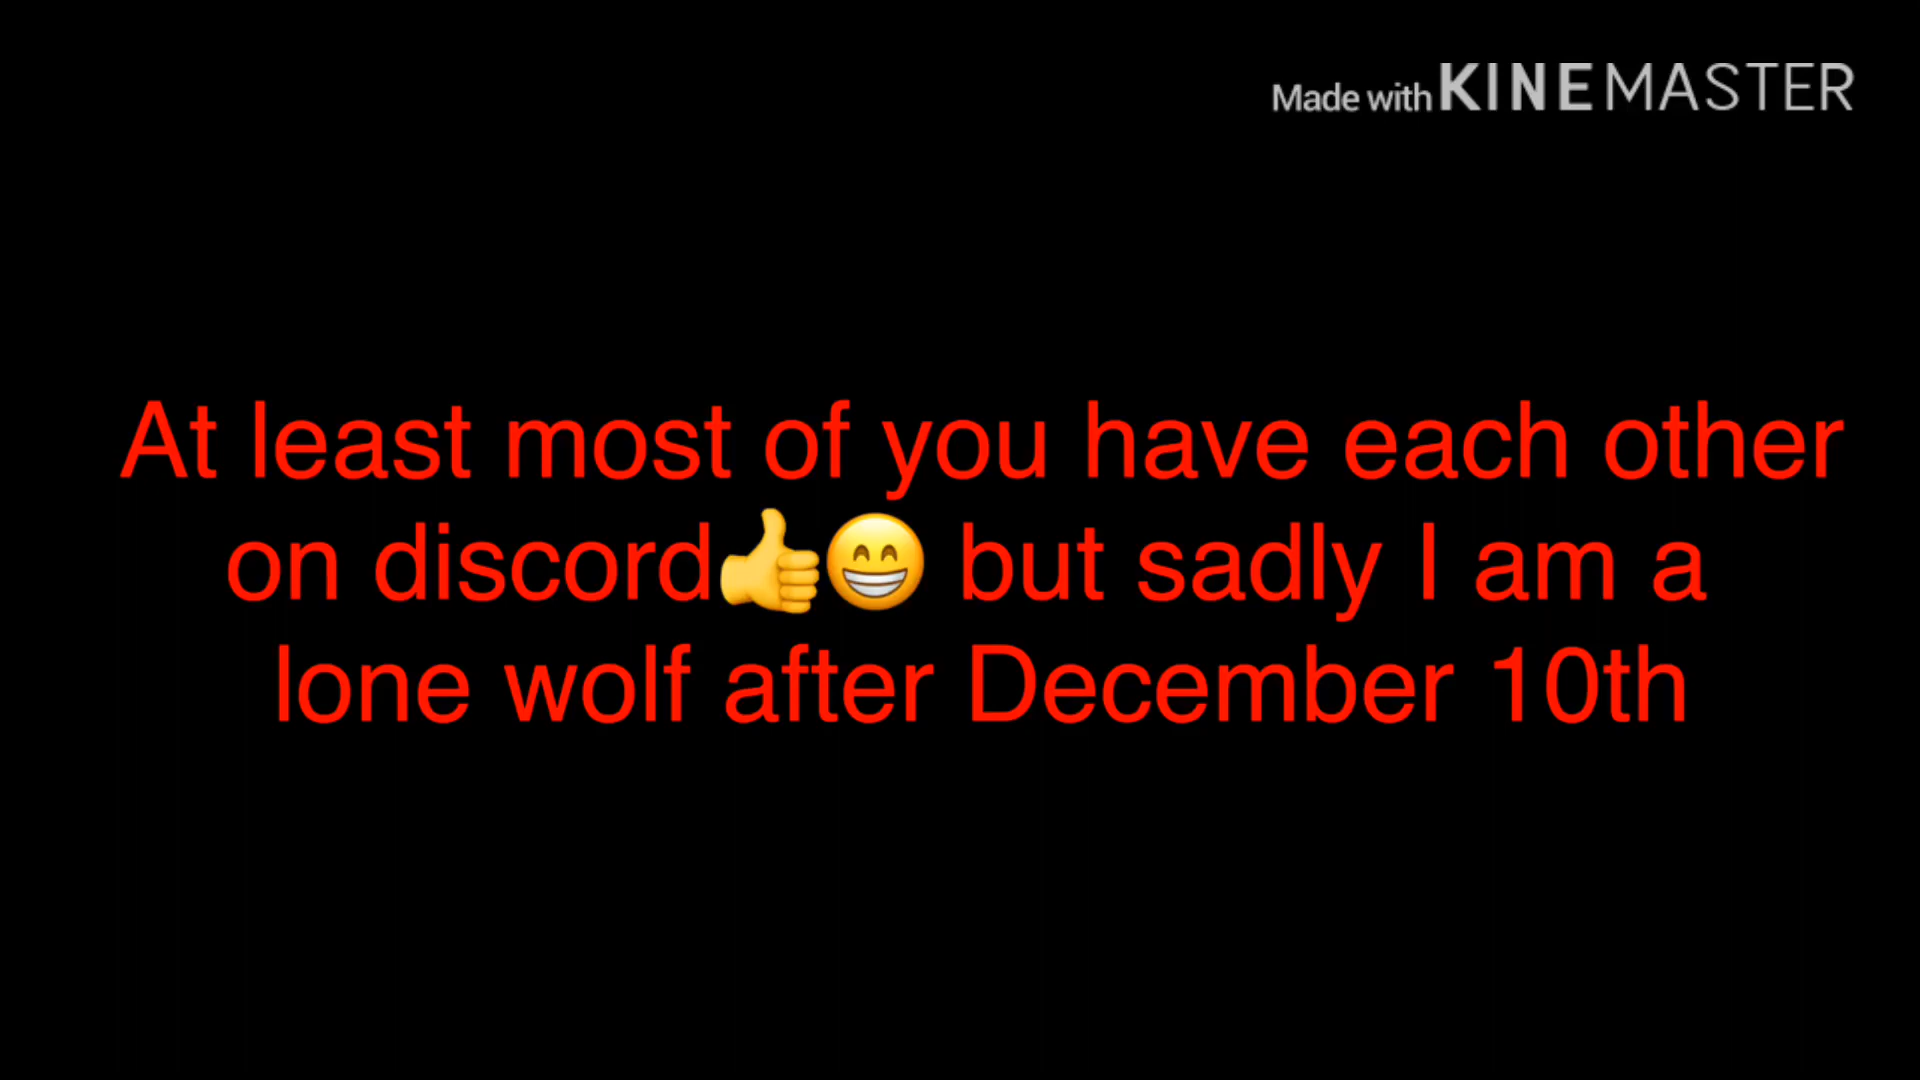 Made with KINEMASTER
At least most of you have each other
on discord👍😁 but sadly I am a
lone wolf after December 10th